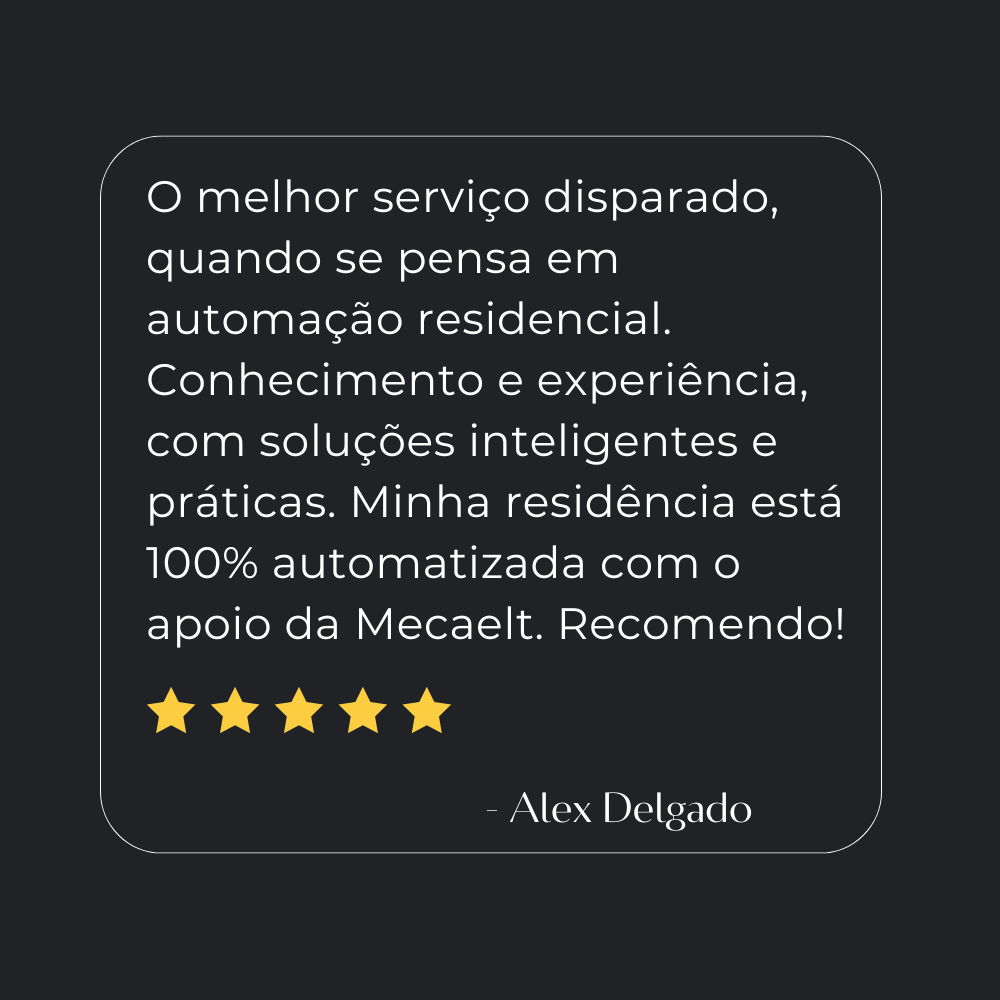 O melhor serviço disparado,
quando se pensa em
automação residencial.
Conhecimento e experiência,
com soluções inteligentes e
práticas. Minha residência está
100% automatizada com o
apoio da Mecaelt. Recomendo!
- Alex Delgado